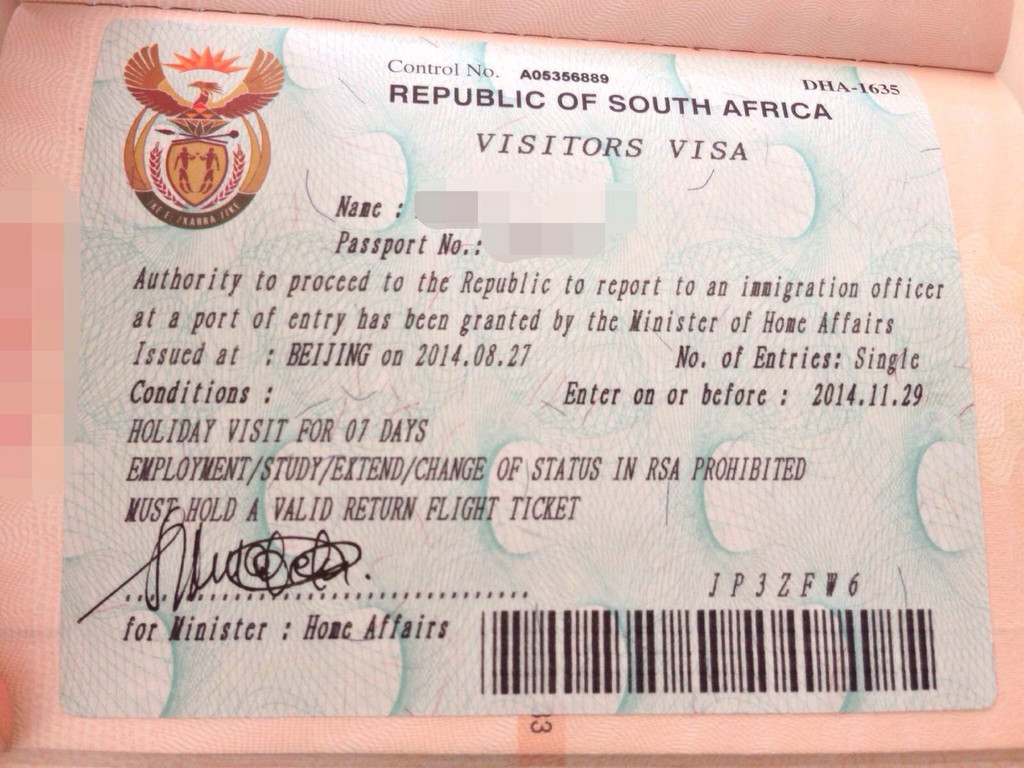 Control No. A05356889
DHA-1635
REPUBLIC OF SOUTH AFRICA
VISITORS VISA
Name :
Passport No.:
Authority to proceed to the Republic to report to an immigration officer
at a port of entry has been granted by the Minister of Home Affairs
Issued at : BEIJING on 2014.08.27 No. of Entries: Single
Conditions : Enter on or before : 2014.11.29
HOLIDAY VISIT FOR 07 DAYS
EMPLOYMENT/STUDY/EXTEND/CHANGE OF STATUS IN RSA PROHIBITED
MUST HOLD A VALID RETURN FLIGHT TICKET
JP3ZFW6
for Minister : Home Affairs